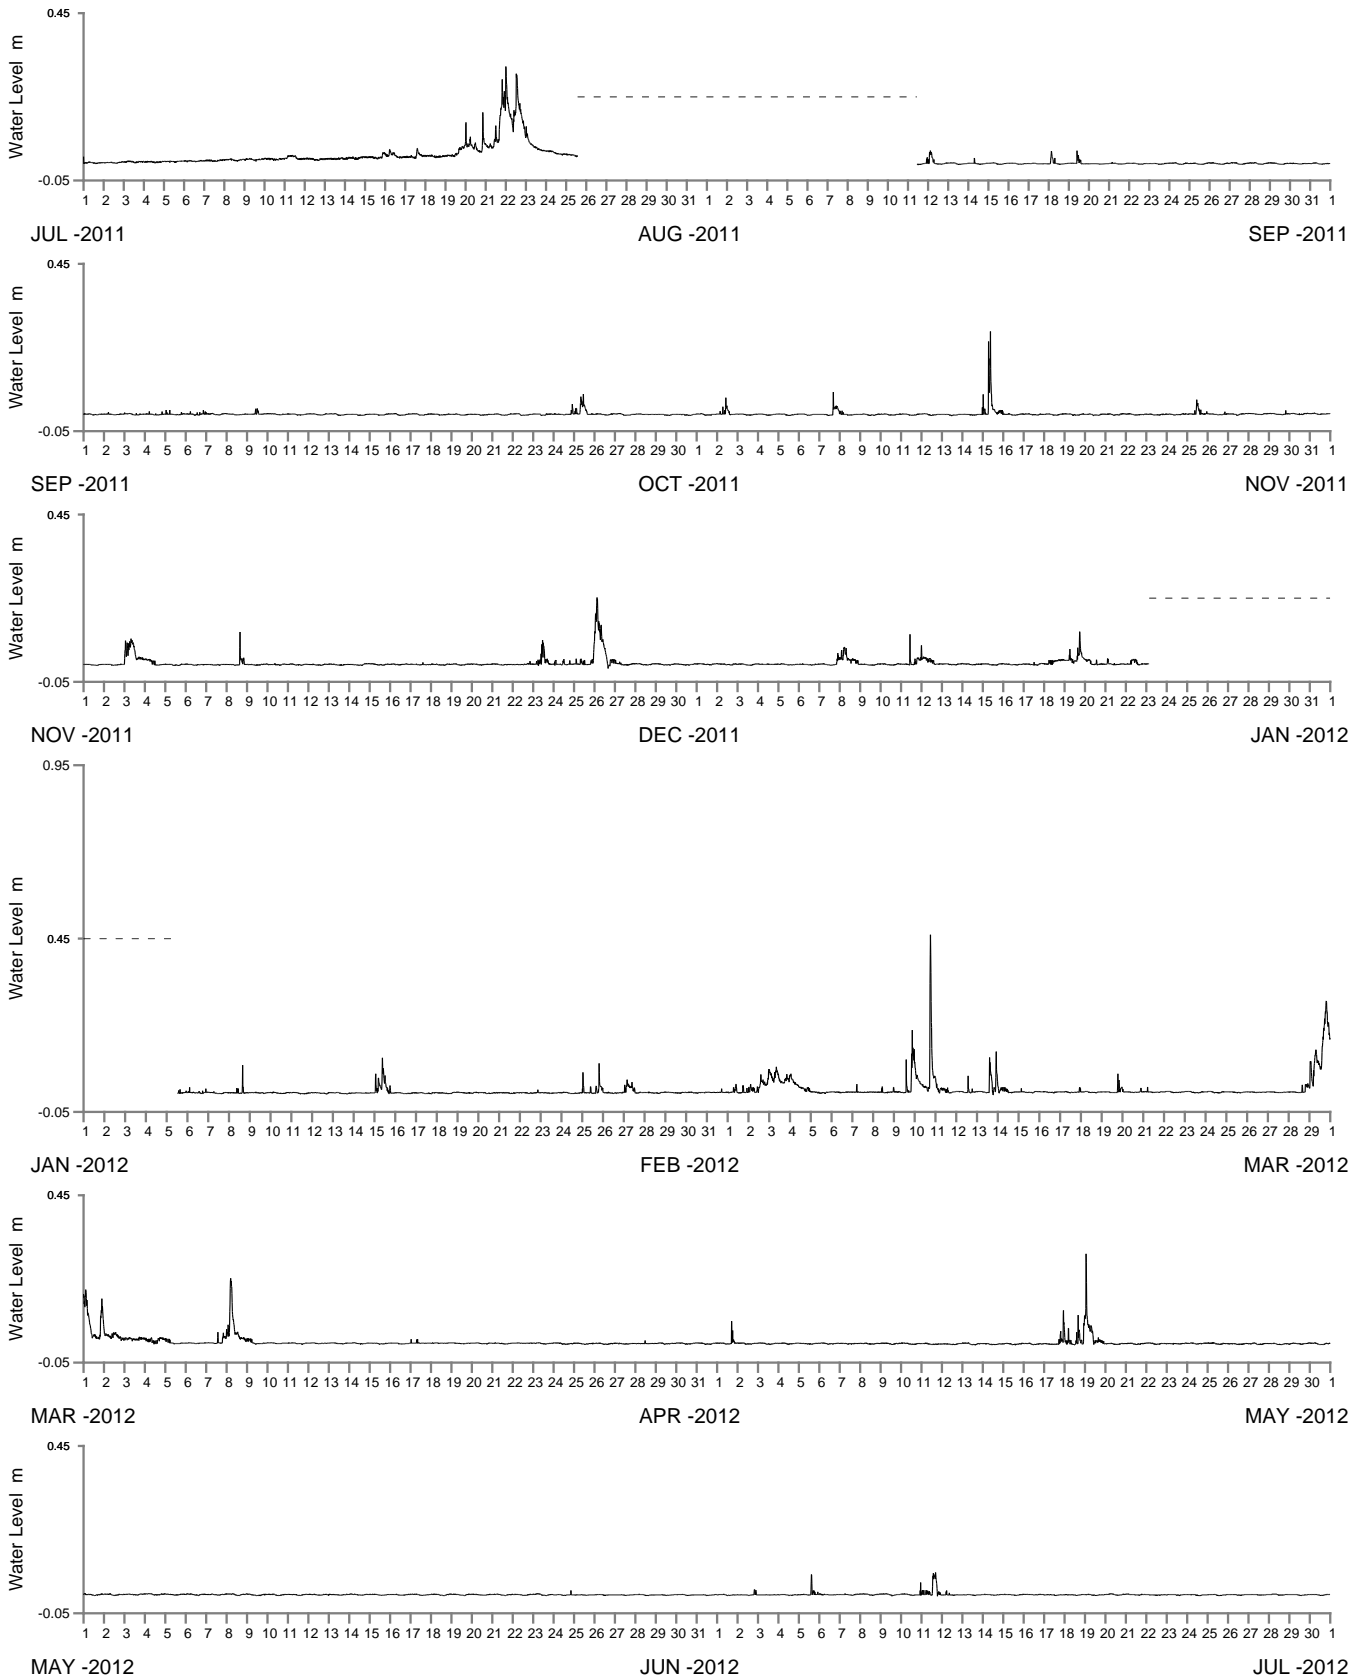 0.45
Water Level m
-0.05
1 2 3 4 5 6 7 8 9 10 11 12 13 14 15 16 17 18 19 20 21 22 23 24 25 26 27 28 29 30 31 1 2 3 4 5 6 7 8 9 10 11 12 13 14 15 16 17 18 19 20 21 22 23 24 25 26 27 28 29 30 31 1
JUL -2011 AUG -2011 SEP -2011
0.45
Water Level m
-0.05
1 2 3 4 5 6 7 8 9 10 11 12 13 14 15 16 17 18 19 20 21 22 23 24 25 26 27 28 29 30 1 2 3 4 5 6 7 8 9 10 11 12 13 14 15 16 17 18 19 20 21 22 23 24 25 26 27 28 29 30 31 1
SEP -2011 OCT -2011 NOV -2011
0.45
Water Level m
-0.05
1 2 3 4 5 6 7 8 9 10 11 12 13 14 15 16 17 18 19 20 21 22 23 24 25 26 27 28 29 30 1 2 3 4 5 6 7 8 9 10 11 12 13 14 15 16 17 18 19 20 21 22 23 24 25 26 27 28 29 30 31 1
NOV -2011 DEC -2011 JAN -2012
0.95
Water Level m
0.45
-0.05
1 2 3 4 5 6 7 8 9 10 11 12 13 14 15 16 17 18 19 20 21 22 23 24 25 26 27 28 29 30 31 1 2 3 4 5 6 7 8 9 10 11 12 13 14 15 16 17 18 19 20 21 22 23 24 25 26 27 28 29 1
JAN -2012 FEB -2012 MAR -2012
0.45
Water Level m
-0.05
1 2 3 4 5 6 7 8 9 10 11 12 13 14 15 16 17 18 19 20 21 22 23 24 25 26 27 28 29 30 31 1 2 3 4 5 6 7 8 9 10 11 12 13 14 15 16 17 18 19 20 21 22 23 24 25 26 27 28 29 30 1
MAR -2012 APR -2012 MAY -2012
0.45
Water Level m
-0.05
1 2 3 4 5 6 7 8 9 10 11 12 13 14 15 16 17 18 19 20 21 22 23 24 25 26 27 28 29 30 31 1 2 3 4 5 6 7 8 9 10 11 12 13 14 15 16 17 18 19 20 21 22 23 24 25 26 27 28 29 30 1
MAY -2012 JUN -2012 JUL -2012